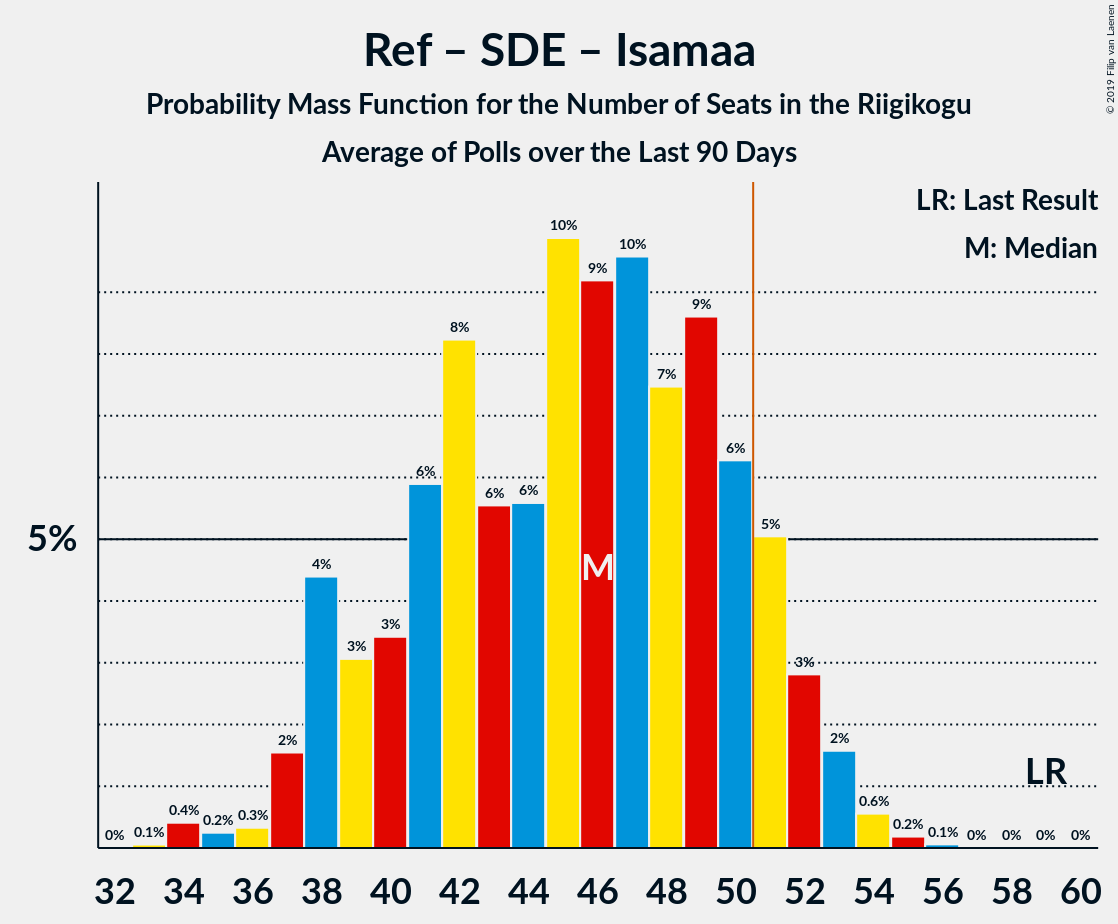 Ref – SDE – Isamaa
Probability Mass Function for the Number of Seats in the Riigikogu
Average of Polls over the Last 90 Days
© 2019 Filip van Laenen
LR: Last Result
M: Median
5%
0% 0.1% 0.4% 0.2% 0.3% 2% 4% 3% 3% 6% 8% 6% 6% 10% 9% 10% 7% 9% 6% 5% 3% 2% 0.6% 0.2% 0.1% 0% 0% 0% 0%
M
LR
32 34 36 38 40 42 44 46 48 50 52 54 56 58 60